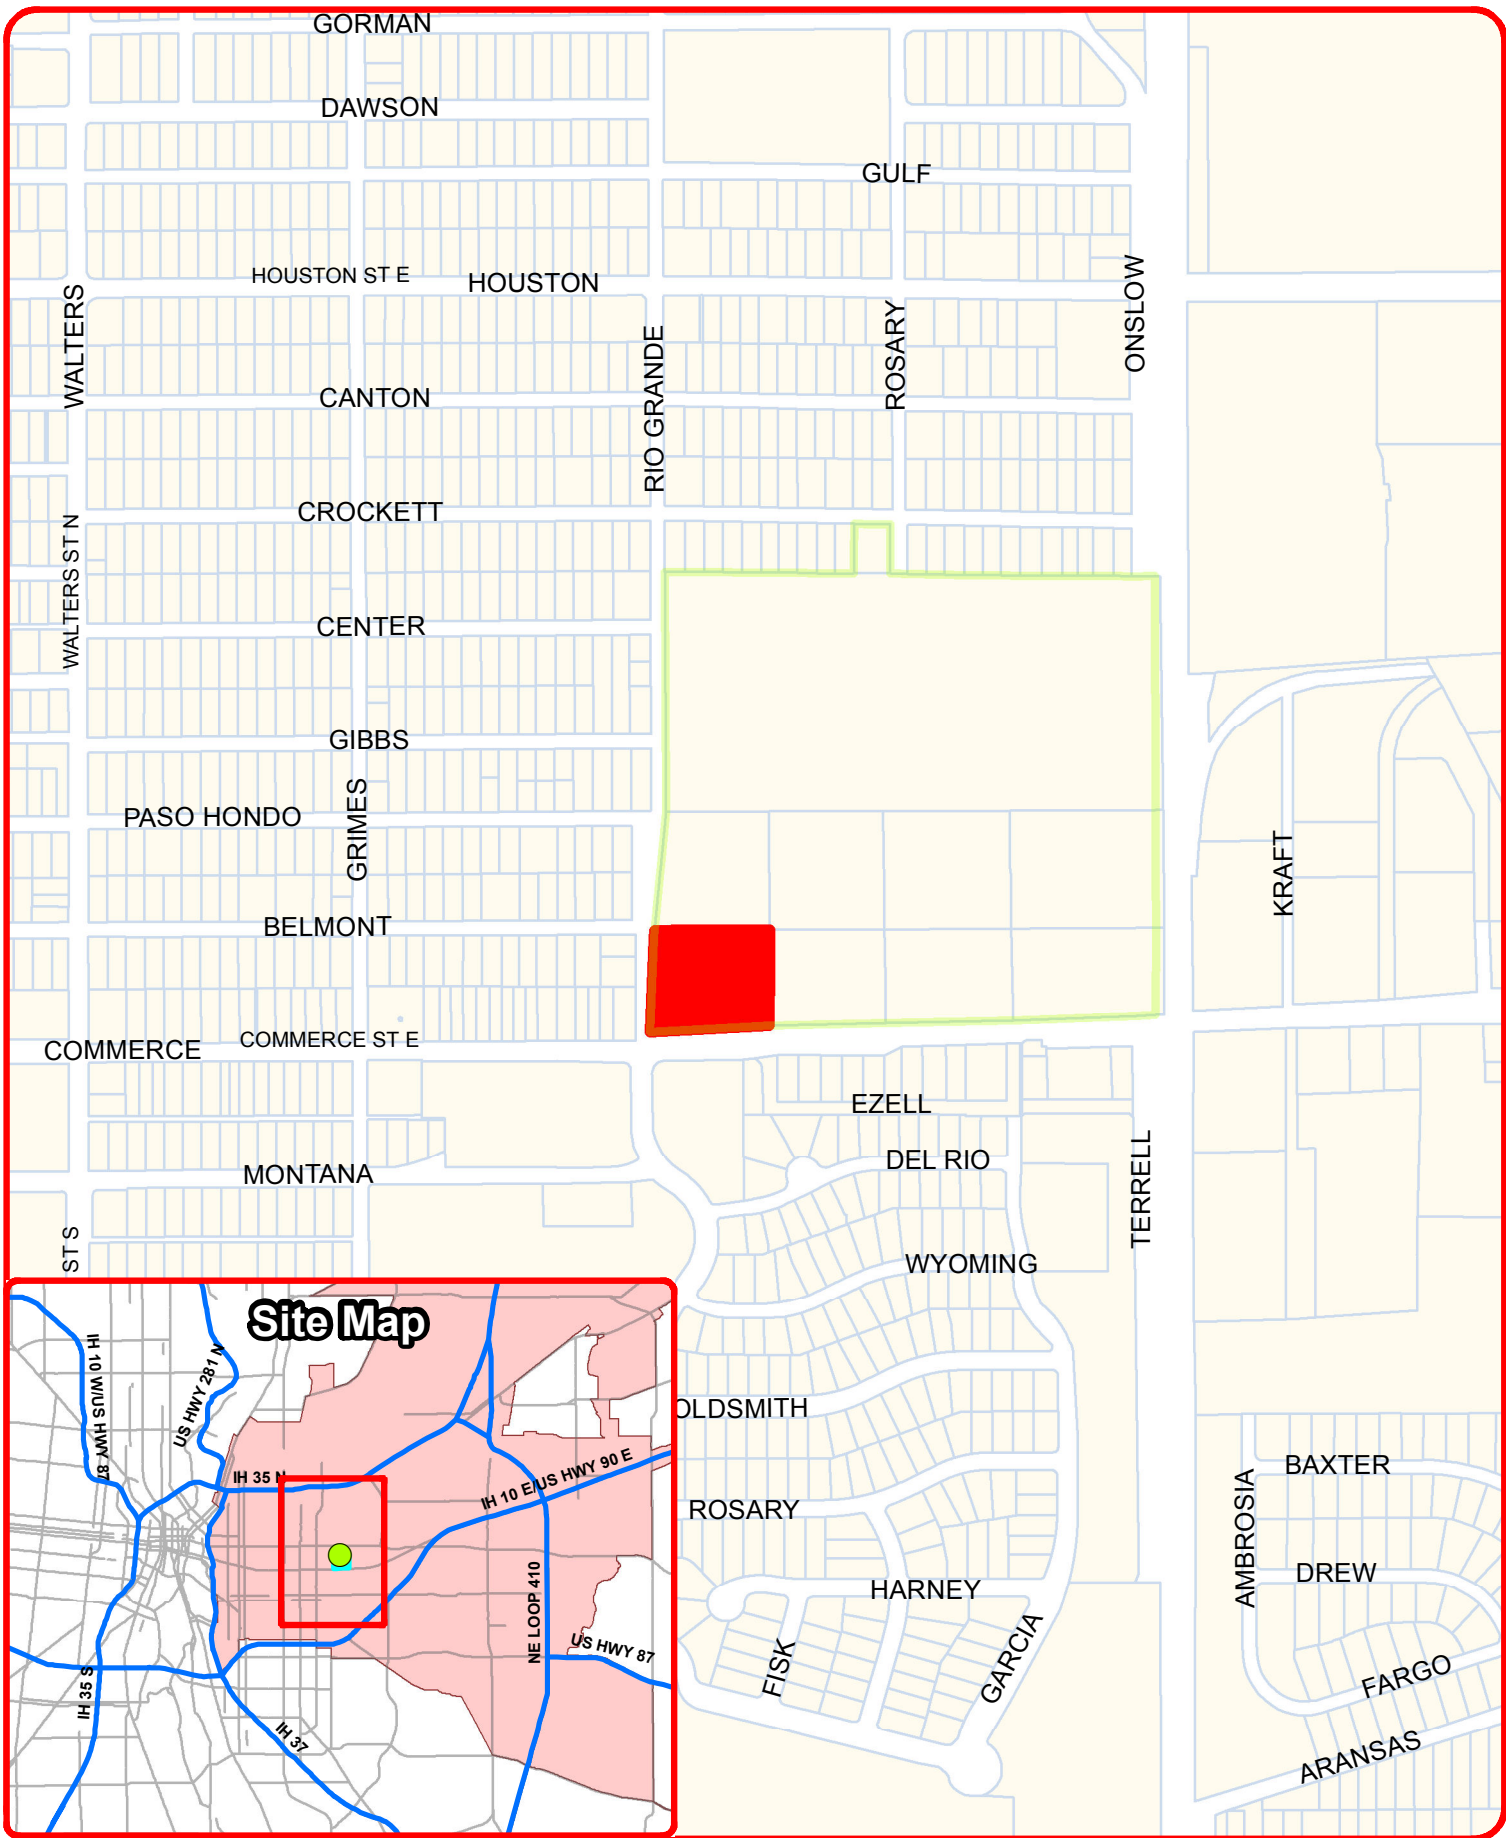 GORMAN
DAWSON
GULF
HOUSTON ST E
HOUSTON
WALTERS
RIO GRANDE
ROSARY
ONSLOW
CANTON
CROCKETT
WALTERS ST N
CENTER
GIBBS
PASO HONDO
GRIMES
KRAFT
BELMONT
COMMERCE
COMMERCE ST E
EZELL
DEL RIO
MONTANA
TERRELL
ST S
WYOMING
Site Map
IH 10 W/US HWY 87
US HWY 281 N
IH 35 N
IH 10 E/US HWY 90 E
NE LOOP 410
US HWY 87
IH 35 S
IH 37
OLDSMITH
ROSARY
BAXTER
AMBROSIA
DREW
HARNEY
FISK
GARCIA
FARGO
ARANSAS